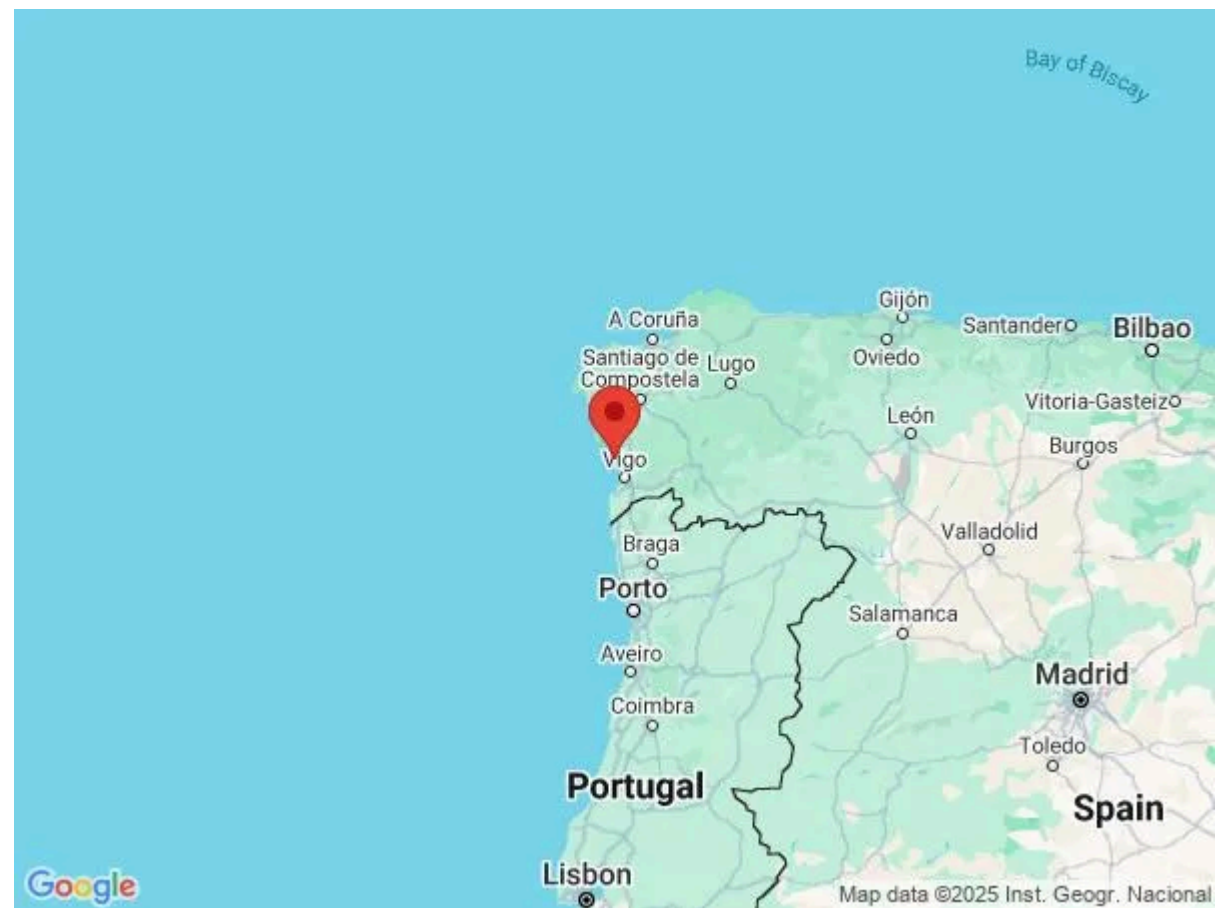 Bay of Biscay
Gijón
A Coruña
Santander
Bilbao
Santiago de
Compostela
Lugo
Oviedo
Vitoria-Gasteiz
León
Burgos
Vigo
Valladolid
Braga
Porto
Salamanca
Aveiro
Madrid
Coimbra
Toledo
Portugal
Spain
Lisbon
Google
Map data ©2025 Inst. Geogr. Nacional